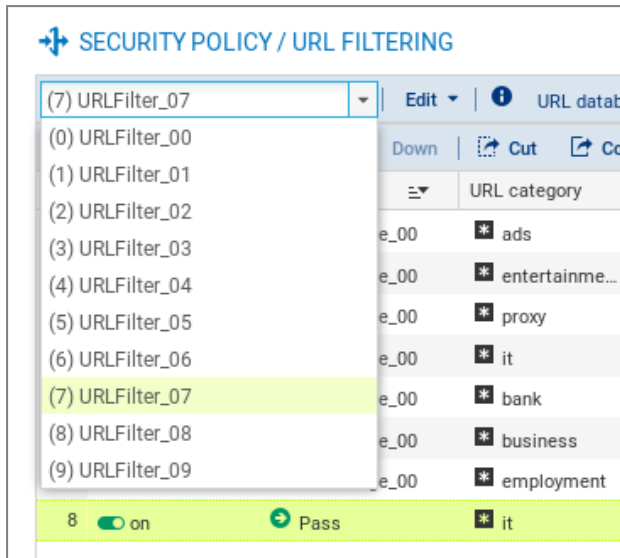 SECURITY POLICY / URL FILTERING
(7) URLFilter_07 Edit URL datab
(0) URLFilter_00 Down Cut Co
(1) URLFilter_01 URL category
(2) URLFilter_02 e_00 ads
(3) URLFilter_03 e_00 entertainme...
(4) URLFilter_04 e_00 proxy
(5) URLFilter_05
(6) URLFilter_06 e_00 it
(7) URLFilter_07 e_00 bank
(8) URLFilter_08 e_00 business
(9) URLFilter_09 e_00 employment
8 on Pass it